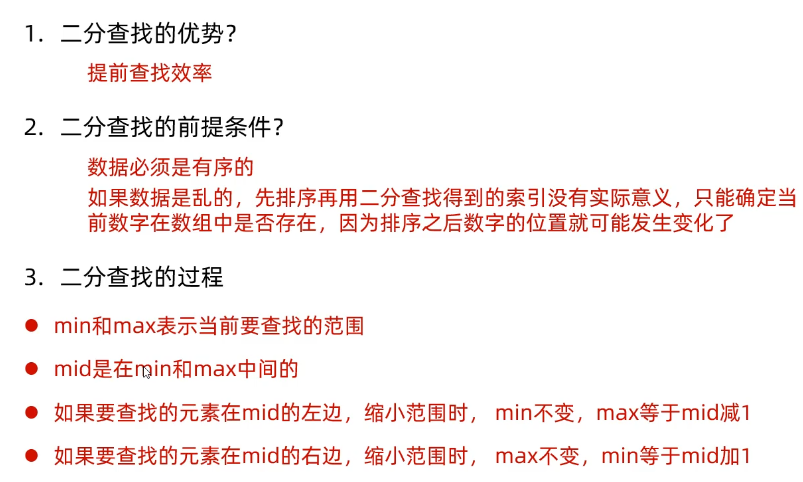 1. 二分查找的优势？
提前查找效率
2. 二分查找的前提条件？
数据必须是有序的
如果数据是乱的，先排序再用二分查找得到的索引没有实际意义，只能确定当
前数字在数组中是否存在，因为排序之后数字的位置就可能发生变化了
3. 二分查找的过程
● min和max表示当前要查找的范围
● mid是在min和max中间的
● 如果要查找的元素在mid的左边，缩小范围时， min不变，max等于mid减1
● 如果要查找的元素在mid的右边，缩小范围时， max不变，min等于mid加1